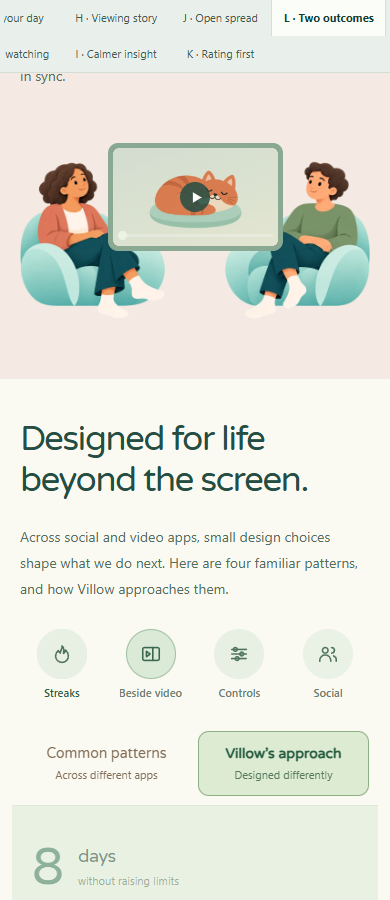 your day
H · Viewing story
J · Open spread
L · Two outcomes
watching
I · Calmer insight
K · Rating first
in sync.
Designed for life
beyond the screen.
Across social and video apps, small design choices
shape what we do next. Here are four familiar patterns,
and how Villow approaches them.
Streaks
Beside video
Controls
Social
Common patterns
Across different apps
Villow's approach
Designed differently
8
days
without raising limits